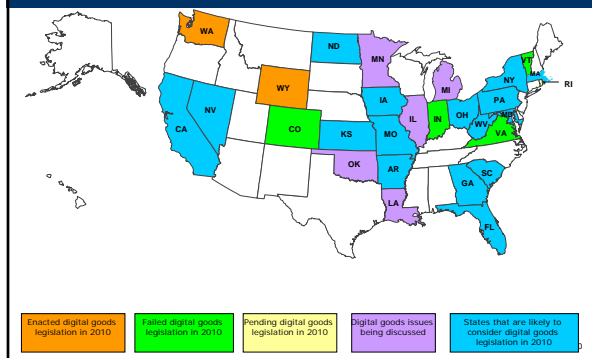 WA
ND
MN
VT
MA
NY
RI
WY
MI
IA
PA
NV
IL
IN
OH
MD
CA
CO
KS
MO
WV
VA
OK
AR
SC
GA
LA
FL
Enacted digital goods
legislation in 2010
Failed digital goods
legislation in 2010
Pending digital goods
legislation in 2010
Digital goods issues
being discussed
States that are likely to
consider digital goods
legislation in 2010